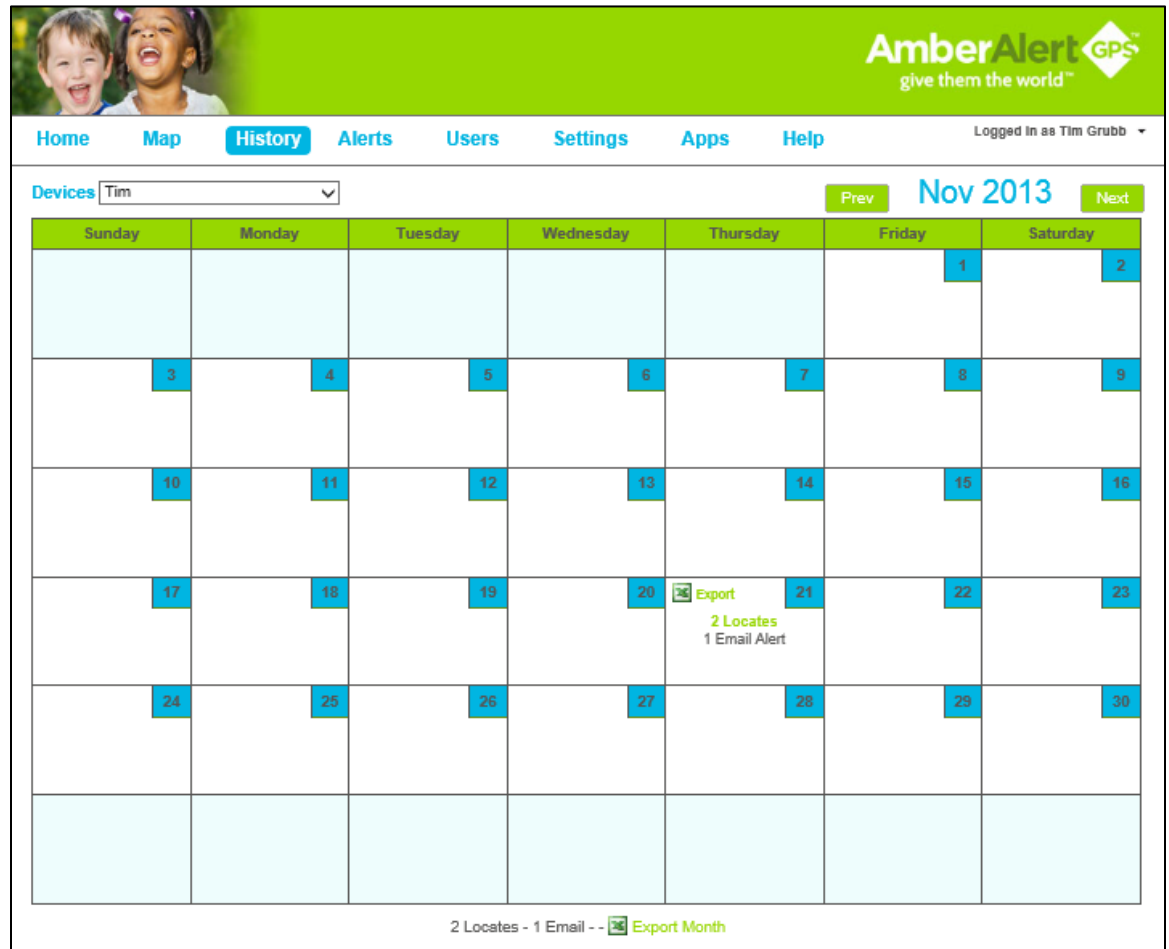 AmberAlert GPS™
give them the world™
Home Map History Alerts Users Settings Apps Help Logged in as Tim Grubb
Devices Tim Prev Nov 2013 Next
Sunday Monday Tuesday Wednesday Thursday Friday Saturday
1 2
3 4 5 6 7 8 9
10 11 12 13 14 15 16
17 18 19 20 Export 21 22 23
2 Locates
1 Email Alert
24 25 26 27 28 29 30
2 Locates - 1 Email - - Export Month